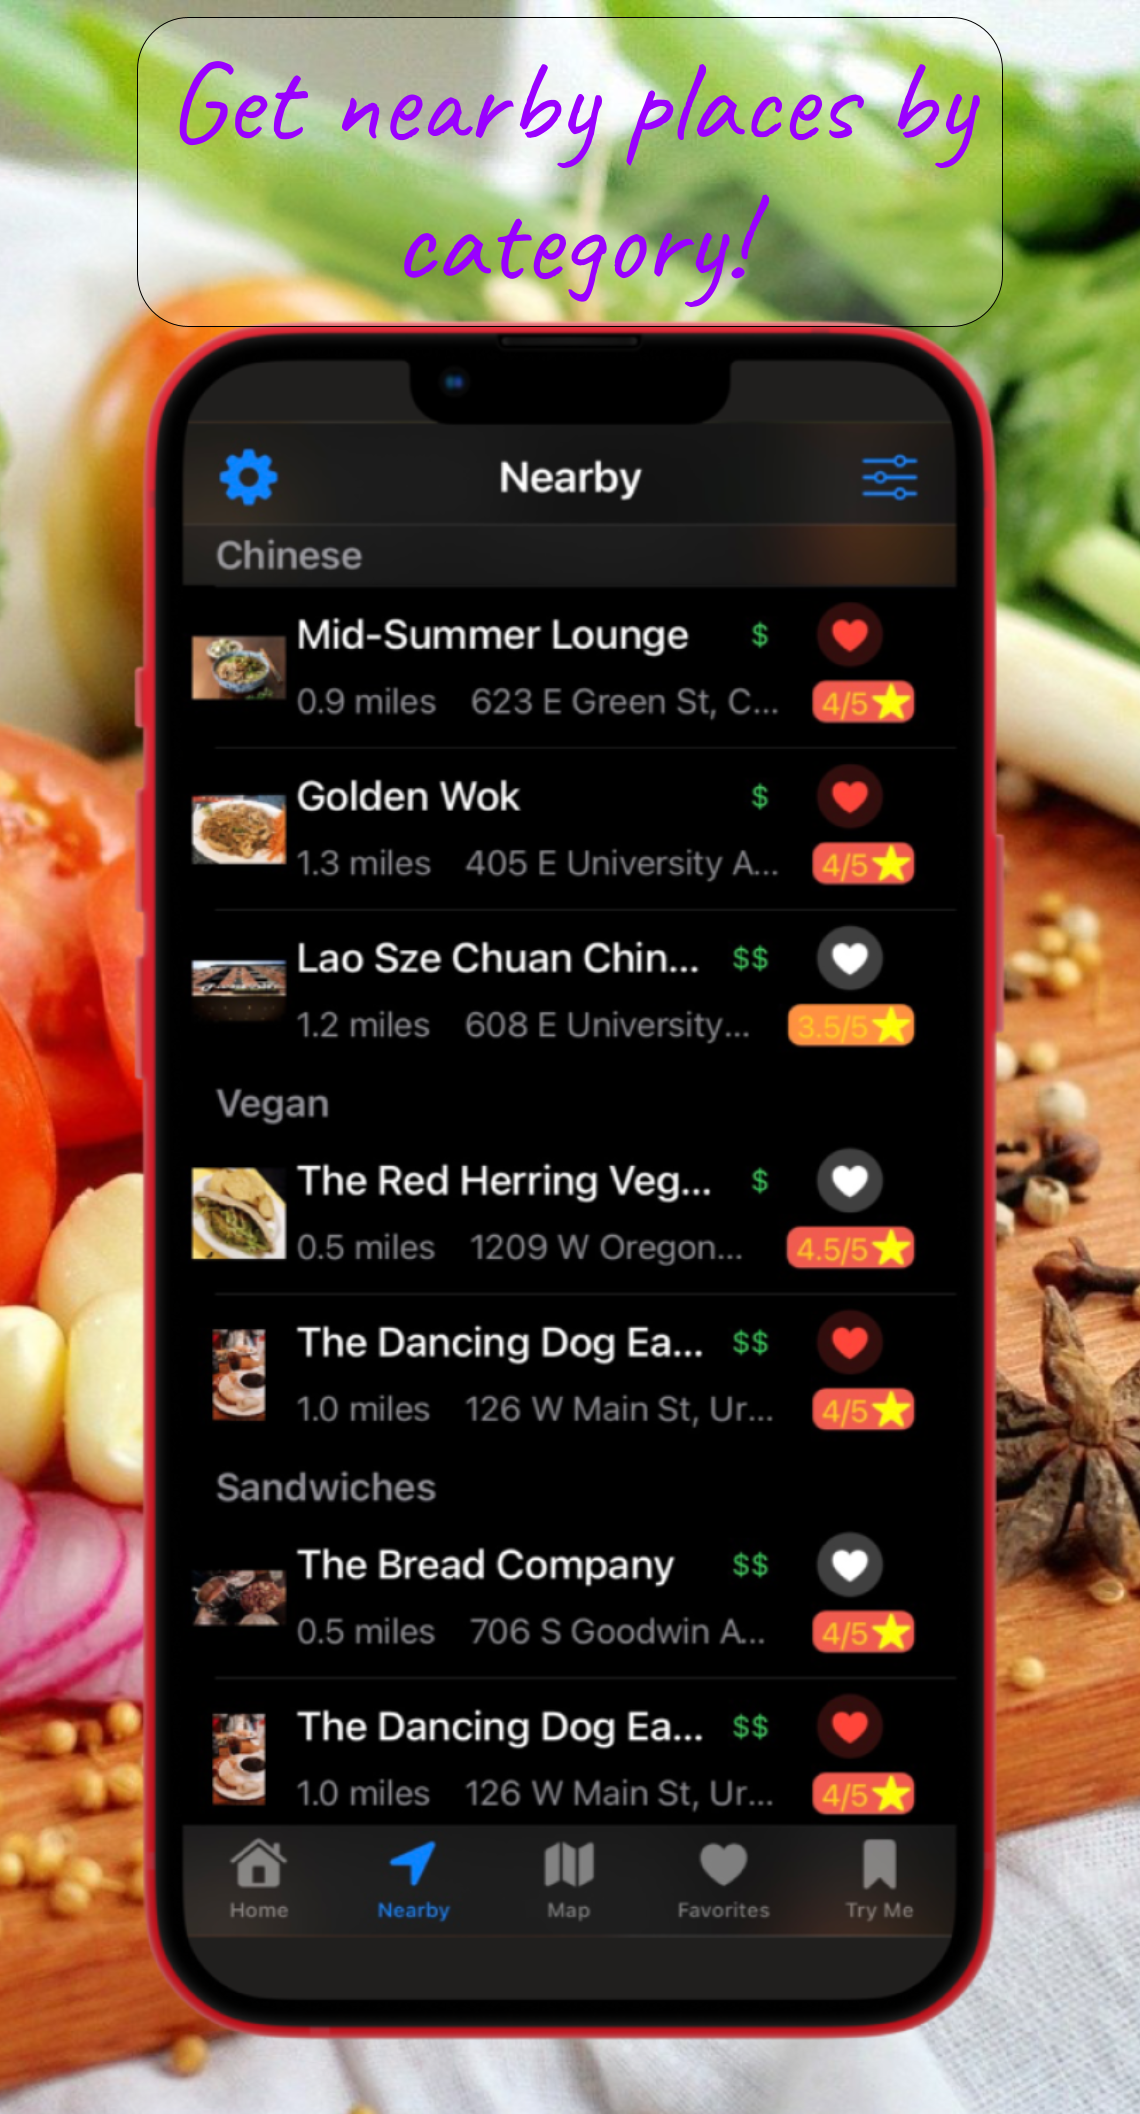 Get nearby places by
category!
Nearby
Chinese
Mid-Summer Lounge $
0.9 miles 623 E Green St, C... 4/5
Golden Wok $
1.3 miles 405 E University A... 4/5
Lao Sze Chuan Chin... $$
1.2 miles 608 E University... 3.5/5
Vegan
The Red Herring Veg... $
0.5 miles 1209 W Oregon... 4.5/5
The Dancing Dog Ea... $$
1.0 miles 126 W Main St, Ur... 4/5
Sandwiches
The Bread Company $$
0.5 miles 706 S Goodwin A... 4/5
The Dancing Dog Ea... $$
1.0 miles 126 W Main St, Ur... 4/5
Home Nearby Map Favorites Try Me